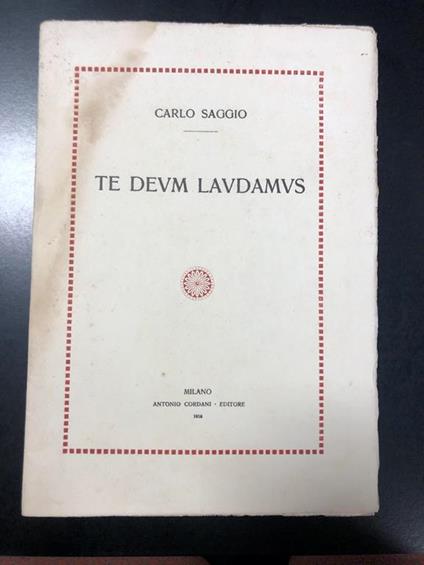 CARLO SAGGIO
TE DEVM LAVDAMVS
MILANO
ANTONIO CORDANI - EDITORE